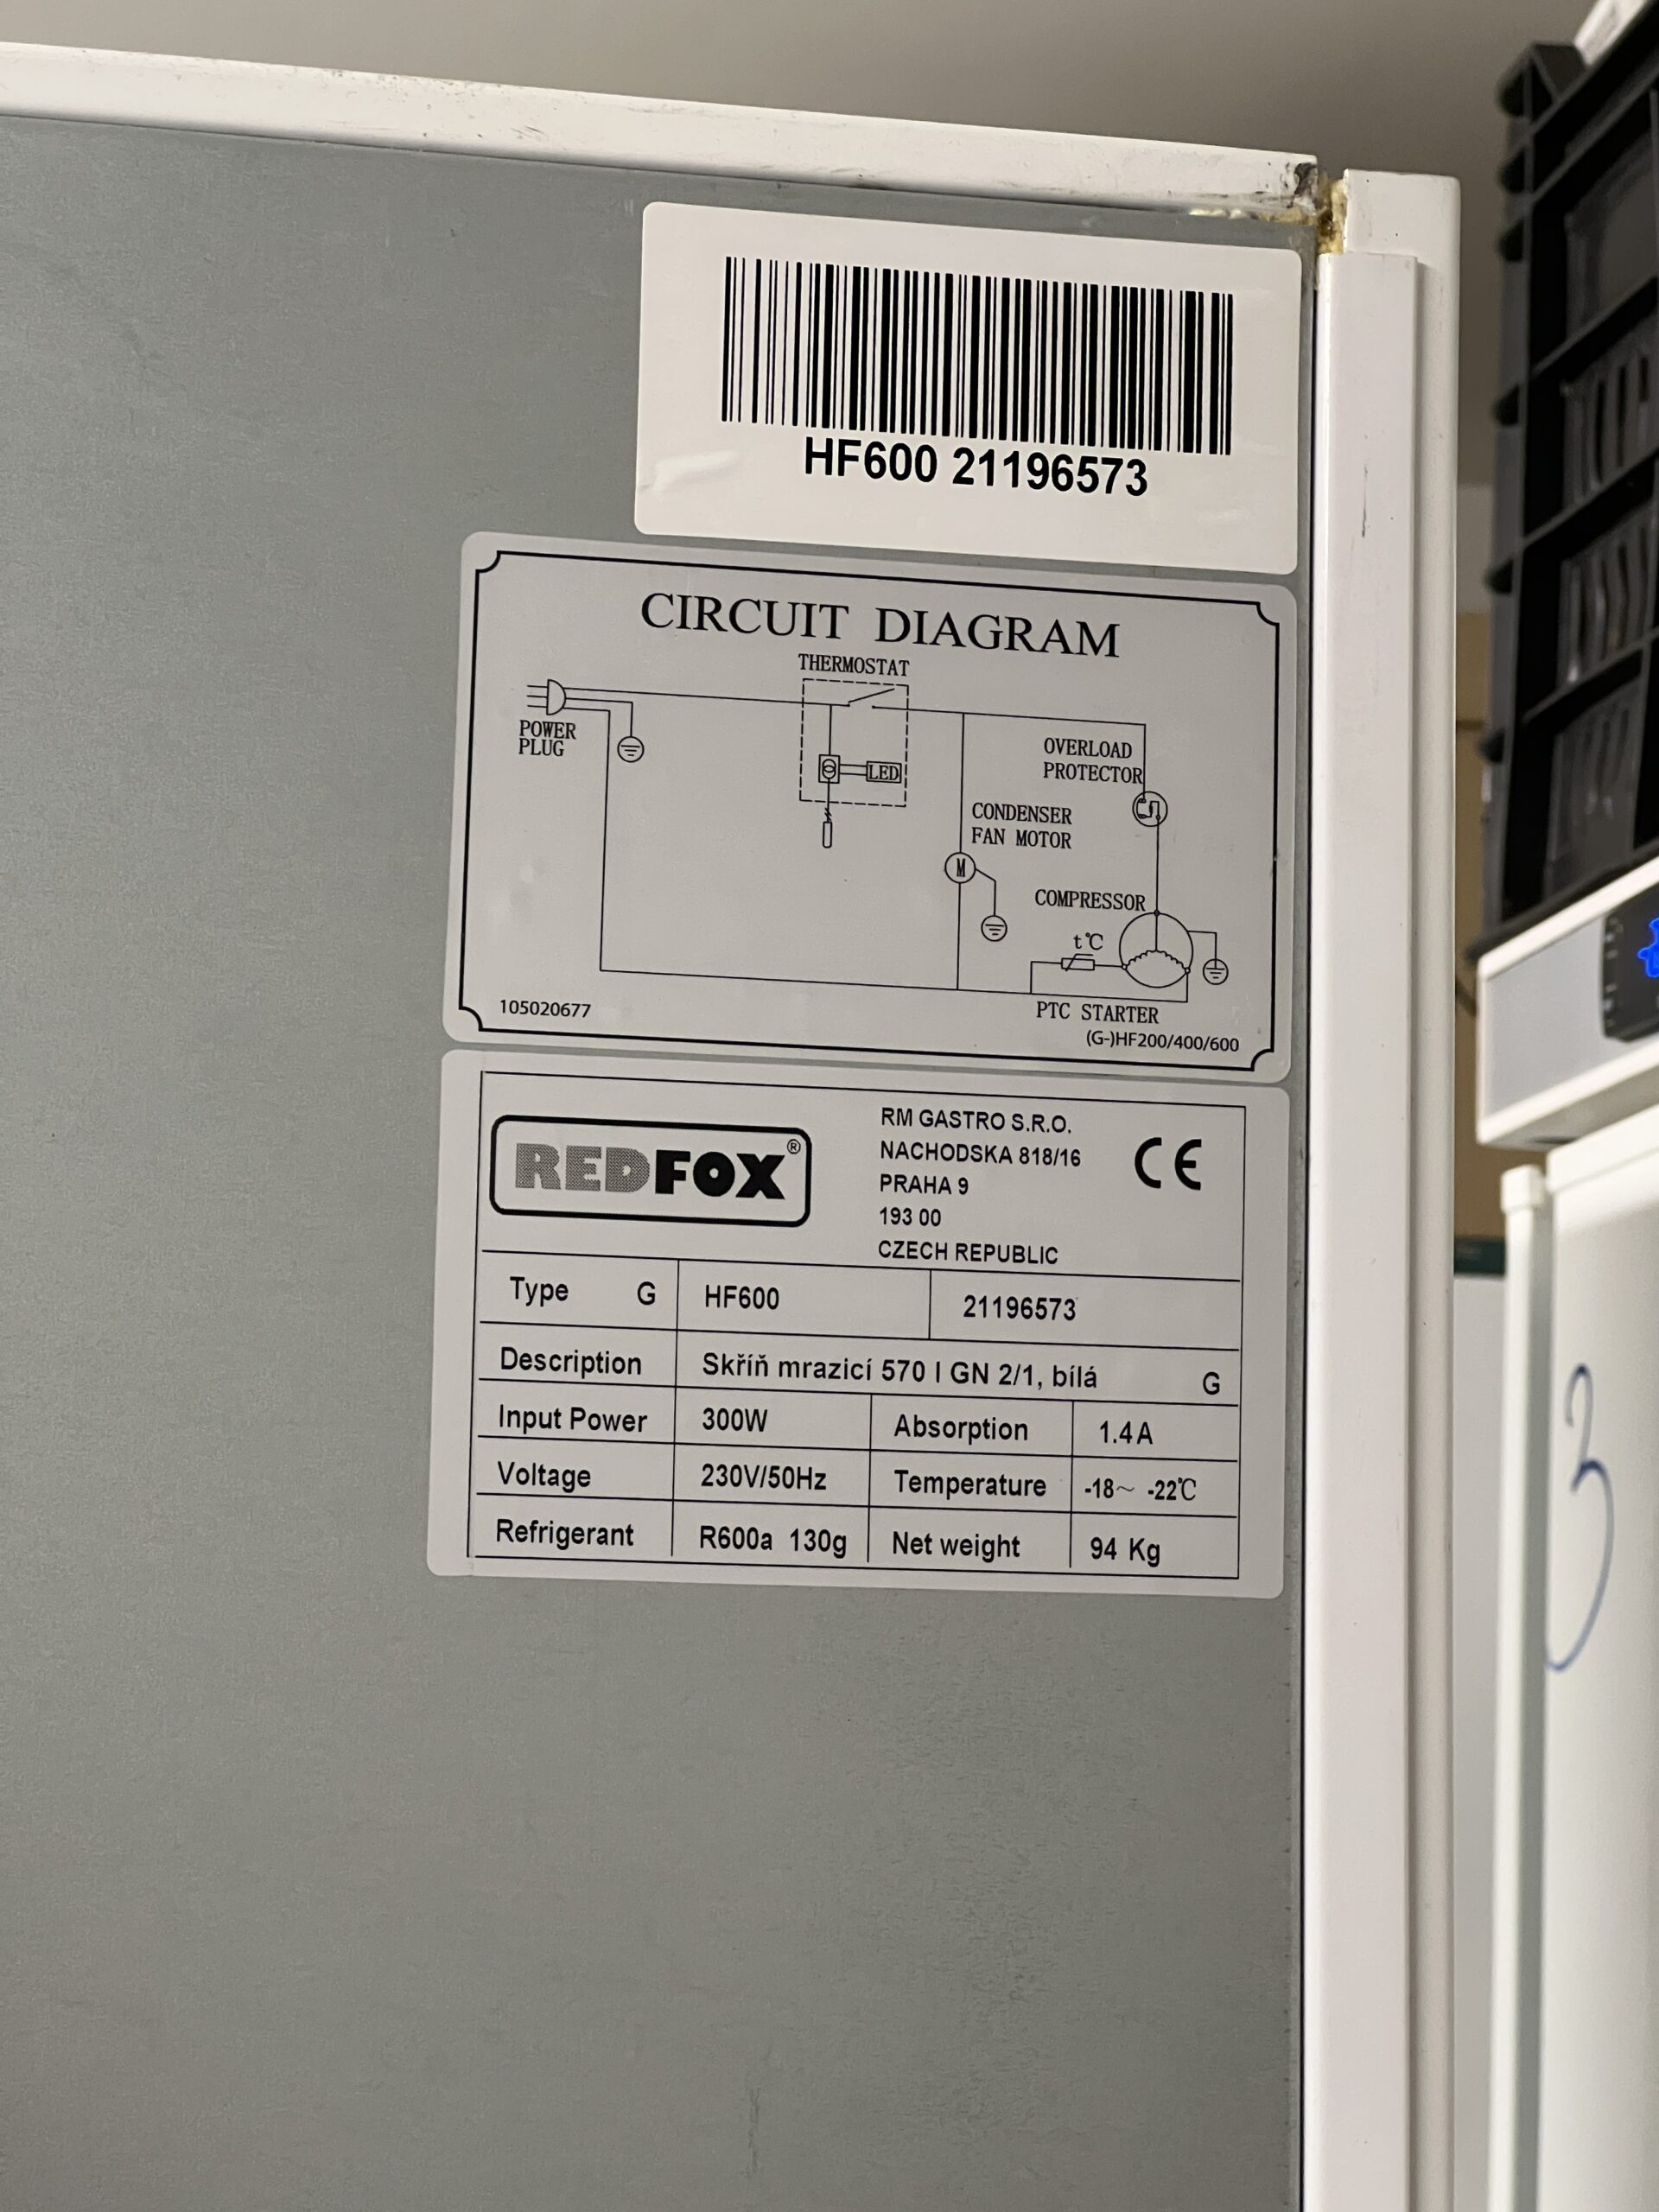 HF600 21196573
CIRCUIT DIAGRAM
THERMOSTAT
POWER
PLUG
LED
OVERLOAD
PROTECTOR
CONDENSER
FAN MOTOR
M
COMPRESSOR
t℃
PTC STARTER
105020677
(G-)HF200/400/600
REDFOX®
RM GASTRO S.R.O.
NACHODSKA 818/16
PRAHA 9
193 00
CZECH REPUBLIC
CE
Type G HF600 21196573
Description Skříň mrazicí 570 l GN 2/1, bílá G
Input Power 300W Absorption 1.4A
Voltage 230V/50Hz Temperature -18~ -22℃
Refrigerant R600a 130g Net weight 94 Kg
3